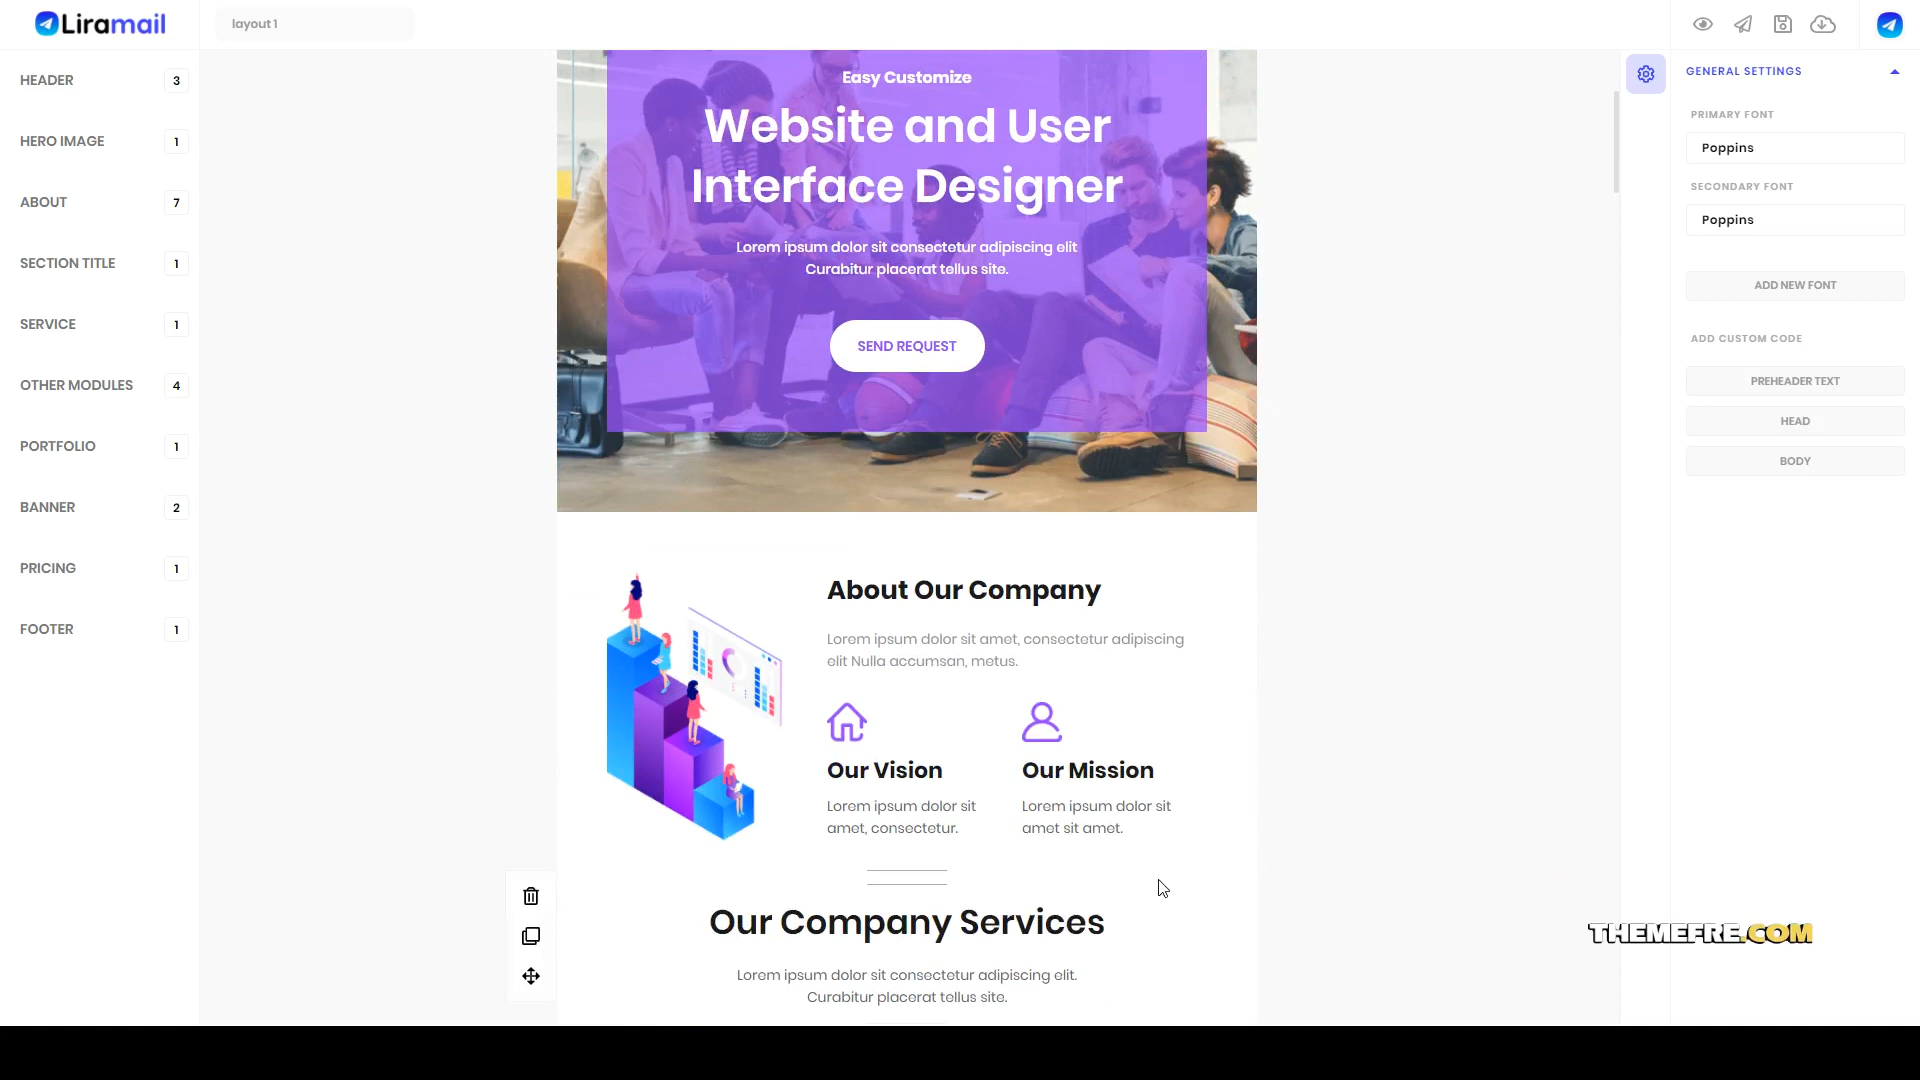 Liramail
layout 1
HEADER 3
HERO IMAGE 1
ABOUT 7
SECTION TITLE 1
SERVICE 1
OTHER MODULES 4
PORTFOLIO 1
BANNER 2
PRICING 1
FOOTER 1
Easy Customize
Website and User
Interface Designer
Lorem ipsum dolor sit consectetur adipiscing elit
Curabitur placerat tellus site.
SEND REQUEST
About Our Company
Lorem ipsum dolor sit amet, consectetur adipiscing
elit Nulla accumsan, metus.
Our Vision
Lorem ipsum dolor sit
amet, consectetur.
Our Mission
Lorem ipsum dolor sit
amet sit amet.
Our Company Services
Lorem ipsum dolor sit consectetur adipiscing elit.
Curabitur placerat tellus site.
GENERAL SETTINGS
PRIMARY FONT
Poppins
SECONDARY FONT
Poppins
ADD NEW FONT
ADD CUSTOM CODE
PREHEADER TEXT
HEAD
BODY
THEMEFRE.COM